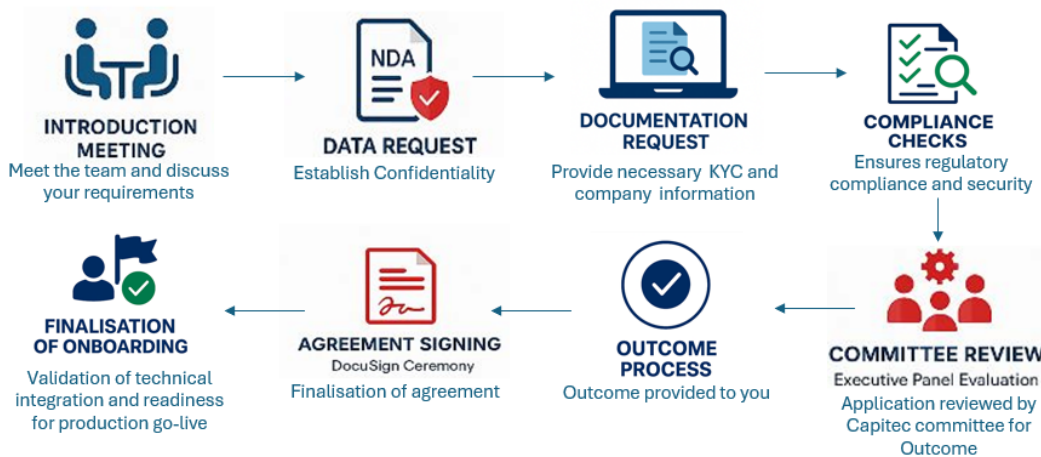 INTRODUCTION
MEETING
Meet the team and discuss
your requirements
NDA
DATA REQUEST
Establish Confidentiality
DOCUMENTATION
REQUEST
Provide necessary KYC and
company information
COMPLIANCE
CHECKS
Ensures regulatory
compliance and security
COMMITTEE REVIEW
Executive Panel Evaluation
Application reviewed by
Capitec committee for
Outcome
OUTCOME
PROCESS
Outcome provided to you
AGREEMENT SIGNING
DocuSign Ceremony
Finalisation of agreement
FINALISATION
OF ONBOARDING
Validation of technical
integration and readiness
for production go-live